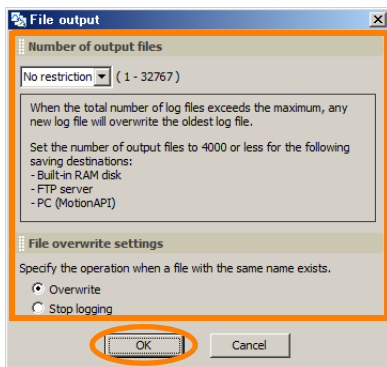 File output
Number of output files
No restriction ( 1 - 32767 )
When the total number of log files exceeds the maximum, any
new log file will overwrite the oldest log file.
Set the number of output files to 4000 or less for the following
saving destinations:
- Built-in RAM disk
- FTP server
- PC (MotionAPI)
File overwrite settings
Specify the operation when a file with the same name exists.
Overwrite
Stop logging
OK Cancel